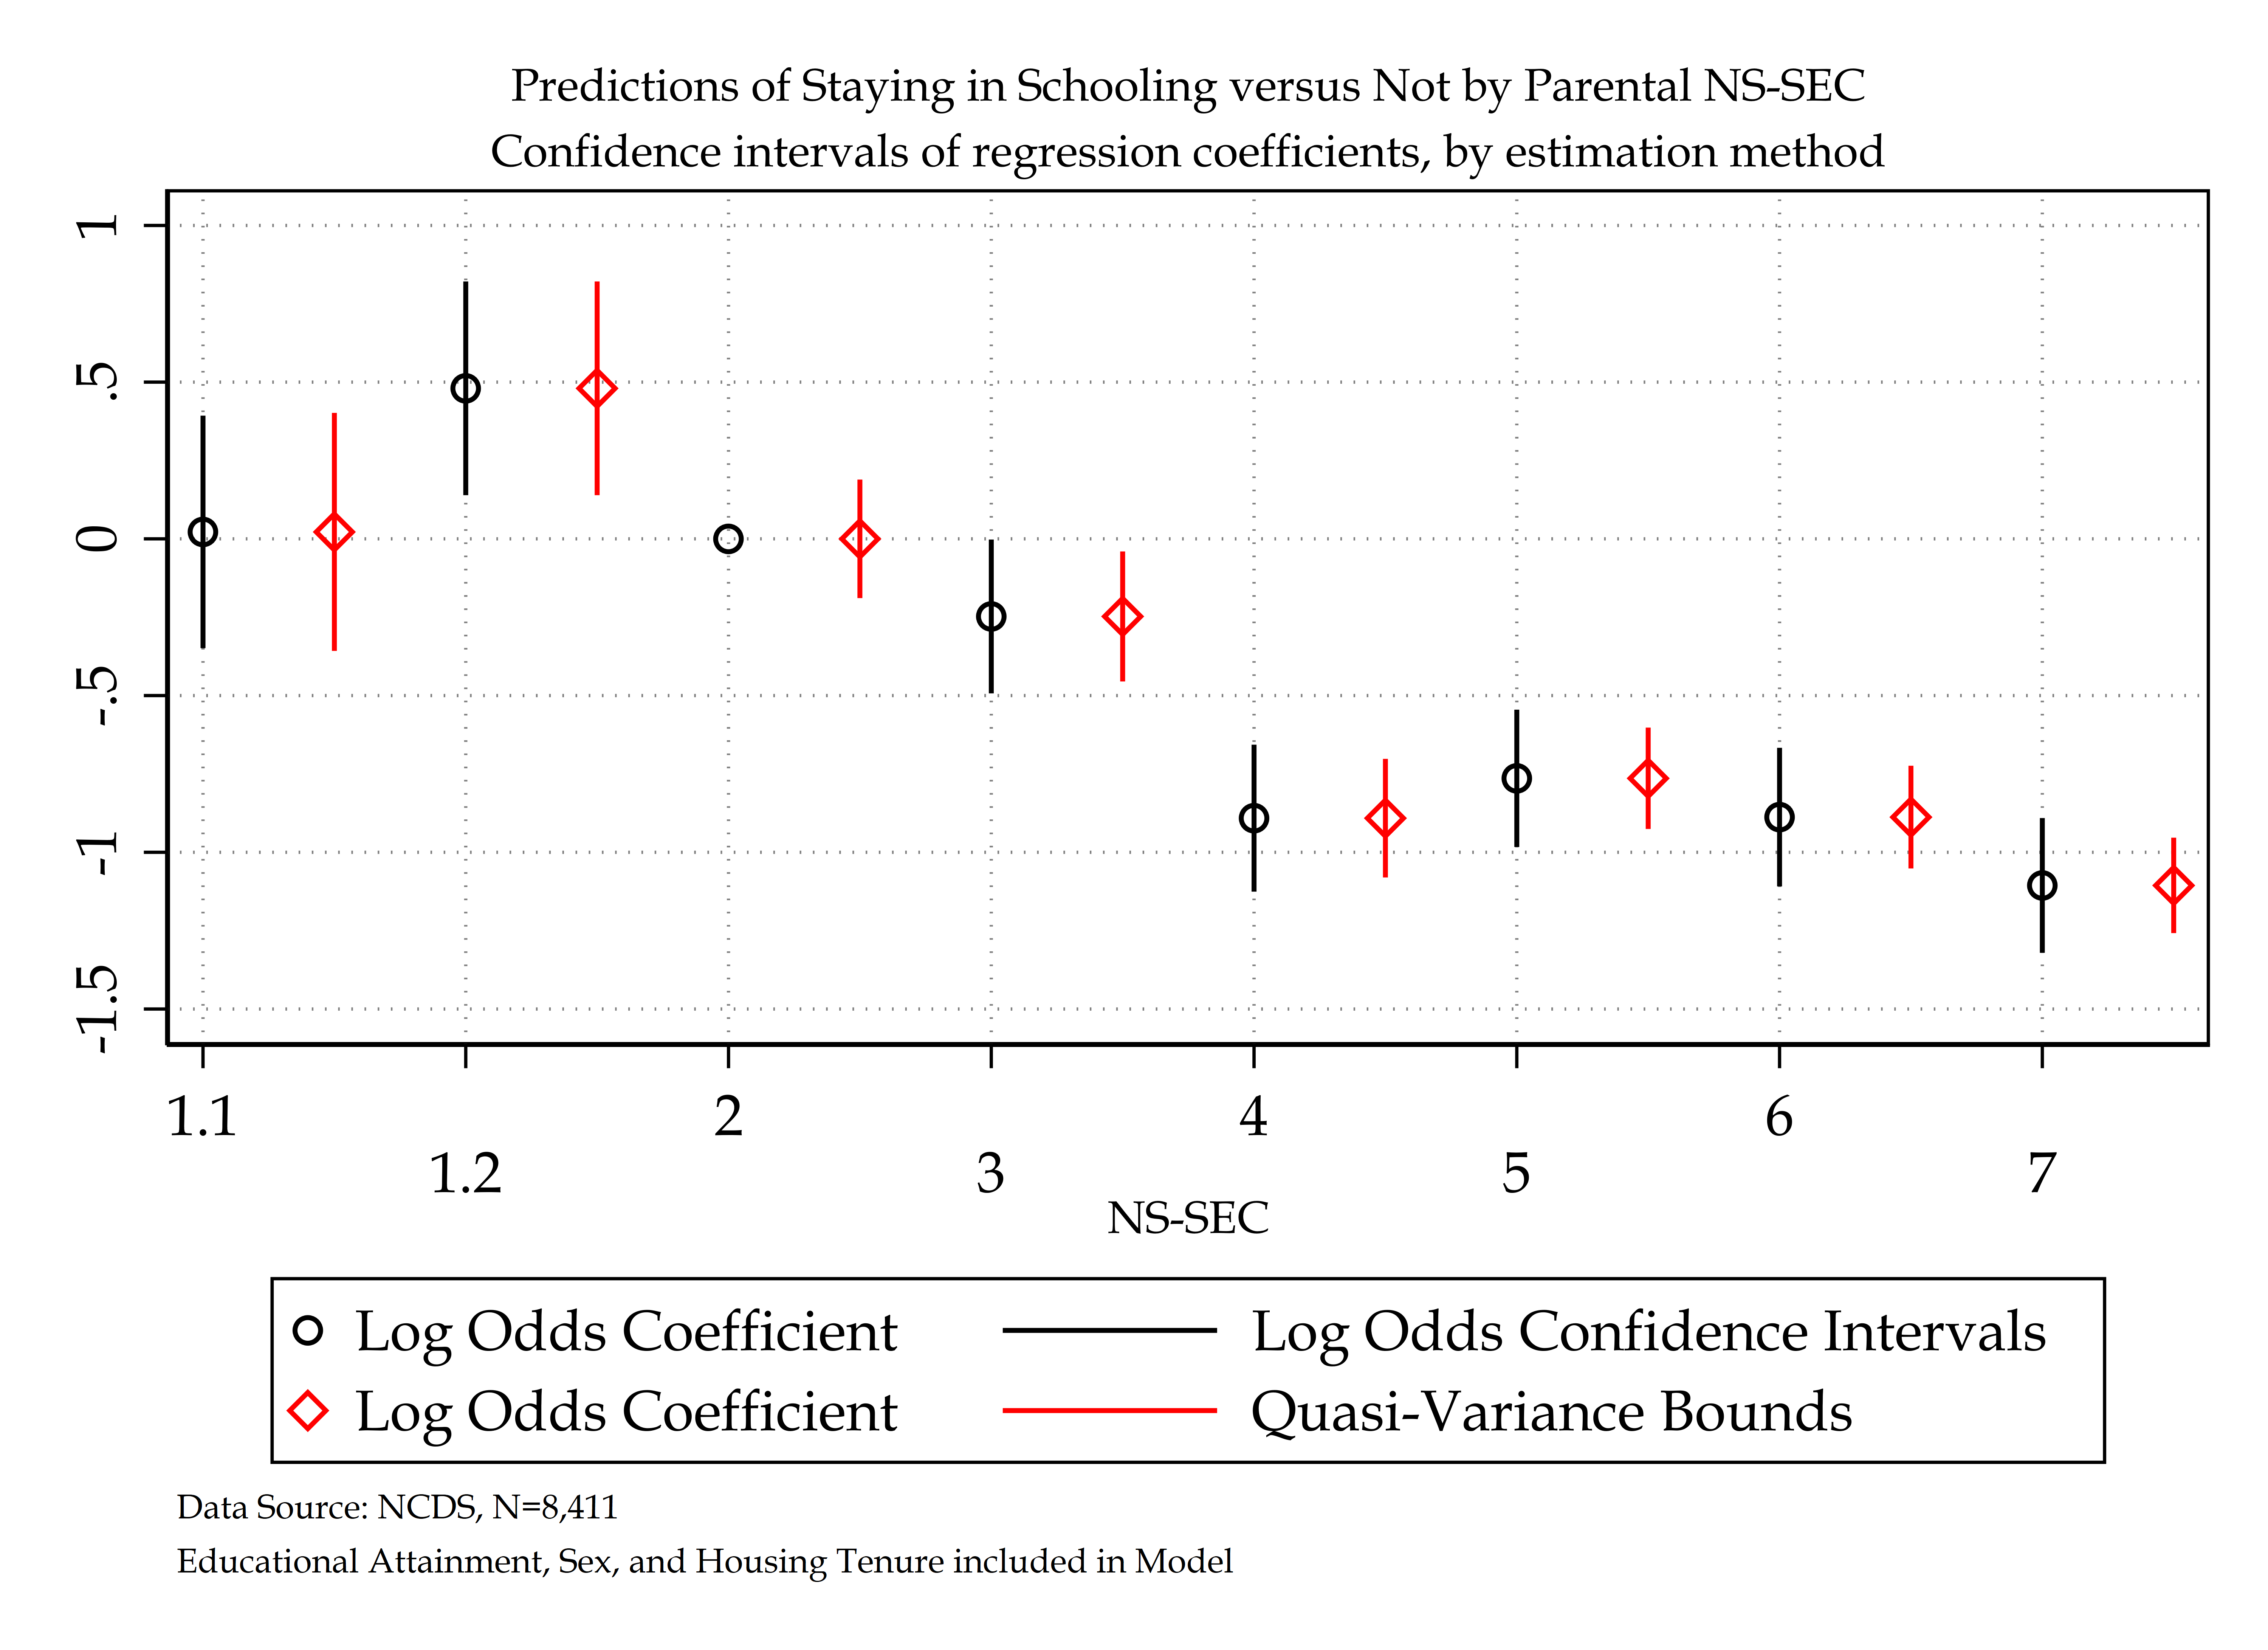 Predictions of Staying in Schooling versus Not by Parental NS-SEC
Confidence intervals of regression coefficients, by estimation method
1
.5
0
-.5
-1
-1.5
1.1
1.2
2
3
4
5
6
7
NS-SEC
Log Odds Coefficient
Log Odds Confidence Intervals
Log Odds Coefficient
Quasi-Variance Bounds
Data Source: NCDS, N=8,411
Educational Attainment, Sex, and Housing Tenure included in Model